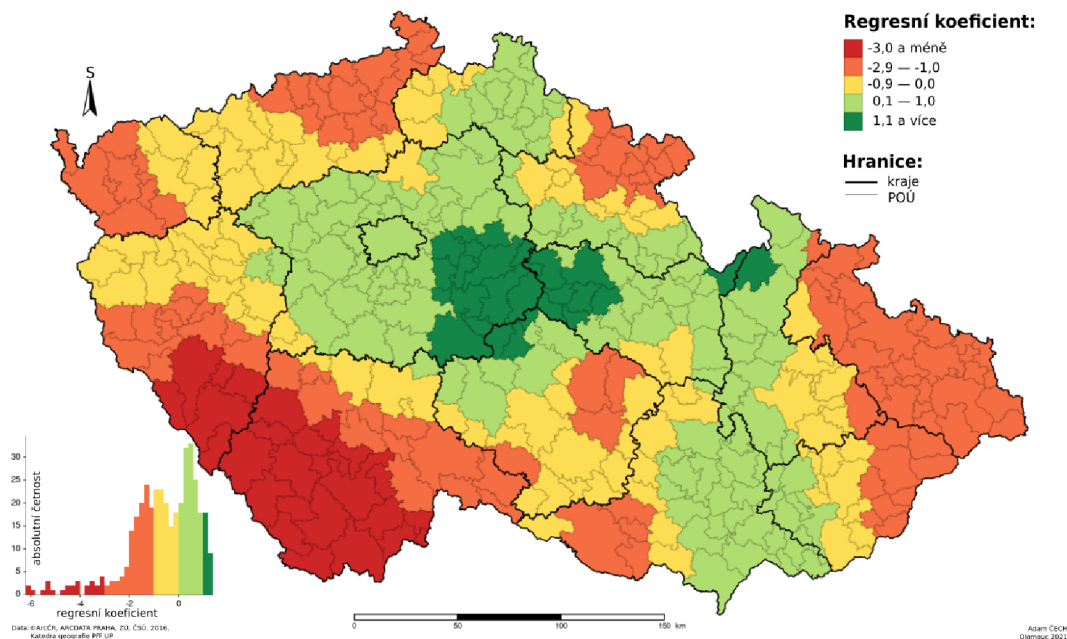 Regresní koeficient:
-3,0 a méně
-2,9 — -1,0
-0,9 — 0,0
0,1 — 1,0
1,1 a více
Hranice:
kraje
POÚ
S
absolutní četnost
30
25
20
15
10
5
0
-6 -4 -2 0
regresní koeficient
Data: ©ArcČR, ARCDATA PRAHA, ZÚ, ČSÚ, 2016,
Katedra geografie PřF UP
0 50 100 150 km
Adam ČECH
Olomouc 2021